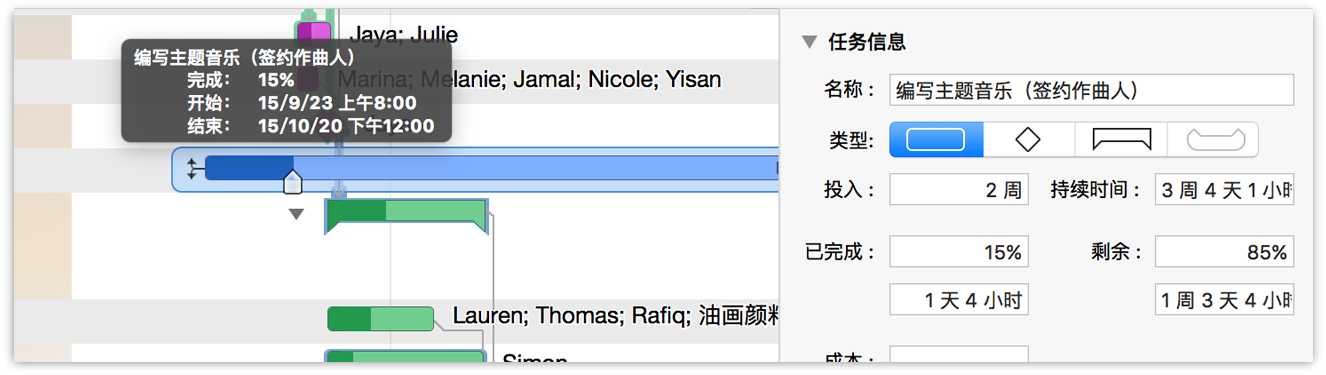 Jaya; Julie
编写主题音乐（签约作曲人）
完成： 15%
开始： 15/9/23 上午8:00
结束： 15/10/20 下午12:00
Marina; Melanie; Jamal; Nicole; Yisan
Lauren; Thomas; Rafiq; 油画颜料
Simon
任务信息
名称： 编写主题音乐（签约作曲人）
类型:
投入： 2 周 持续时间： 3 周 4 天 1 小时
已完成： 15% 剩余： 85%
1 天 4 小时 1 周 3 天 4 小时
成本：